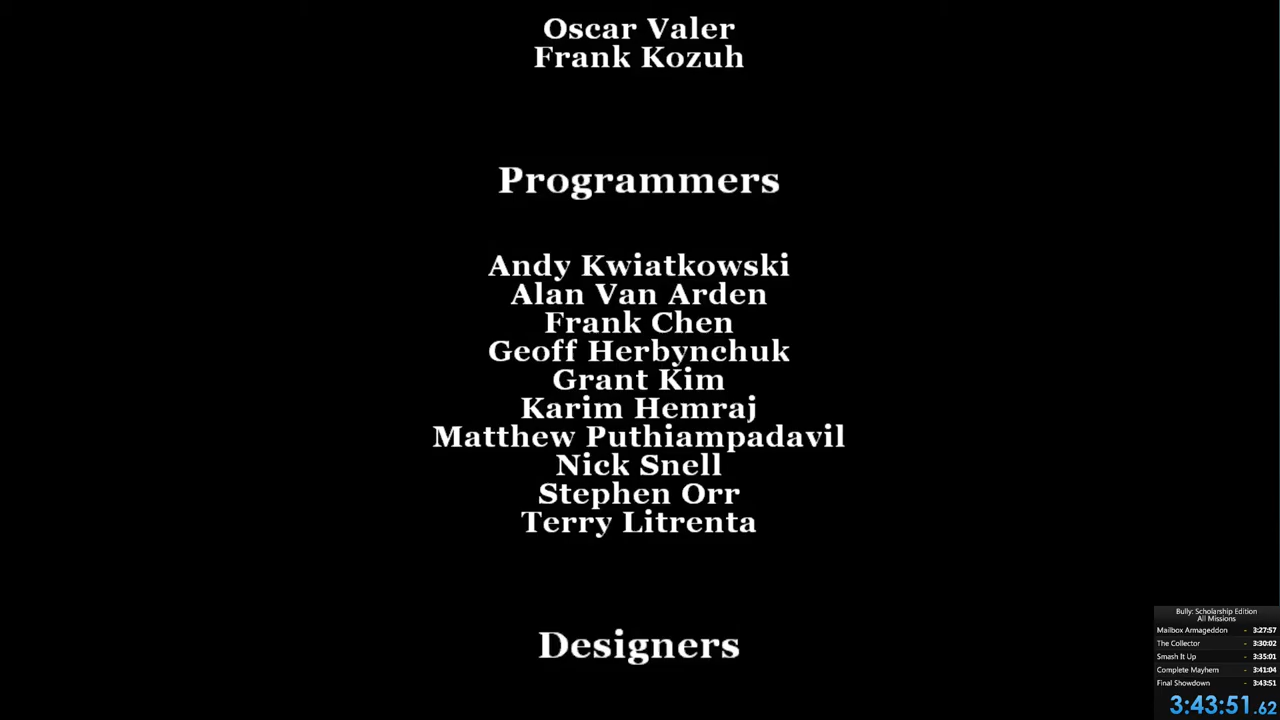 Oscar Valer
Frank Kozuh
Programmers
Andy Kwiatkowski
Alan Van Arden
Frank Chen
Geoff Herbynchuk
Grant Kim
Karim Hemraj
Matthew Puthiampadavil
Nick Snell
Stephen Orr
Terry Litrenta
Designers
Bully: Scholarship Edition
All Missions
Mailbox Armageddon - 3:27:57
The Collector - 3:30:02
Smash It Up - 3:35:01
Complete Mayhem - 3:41:04
Final Showdown - 3:43:51
3:43:51.62